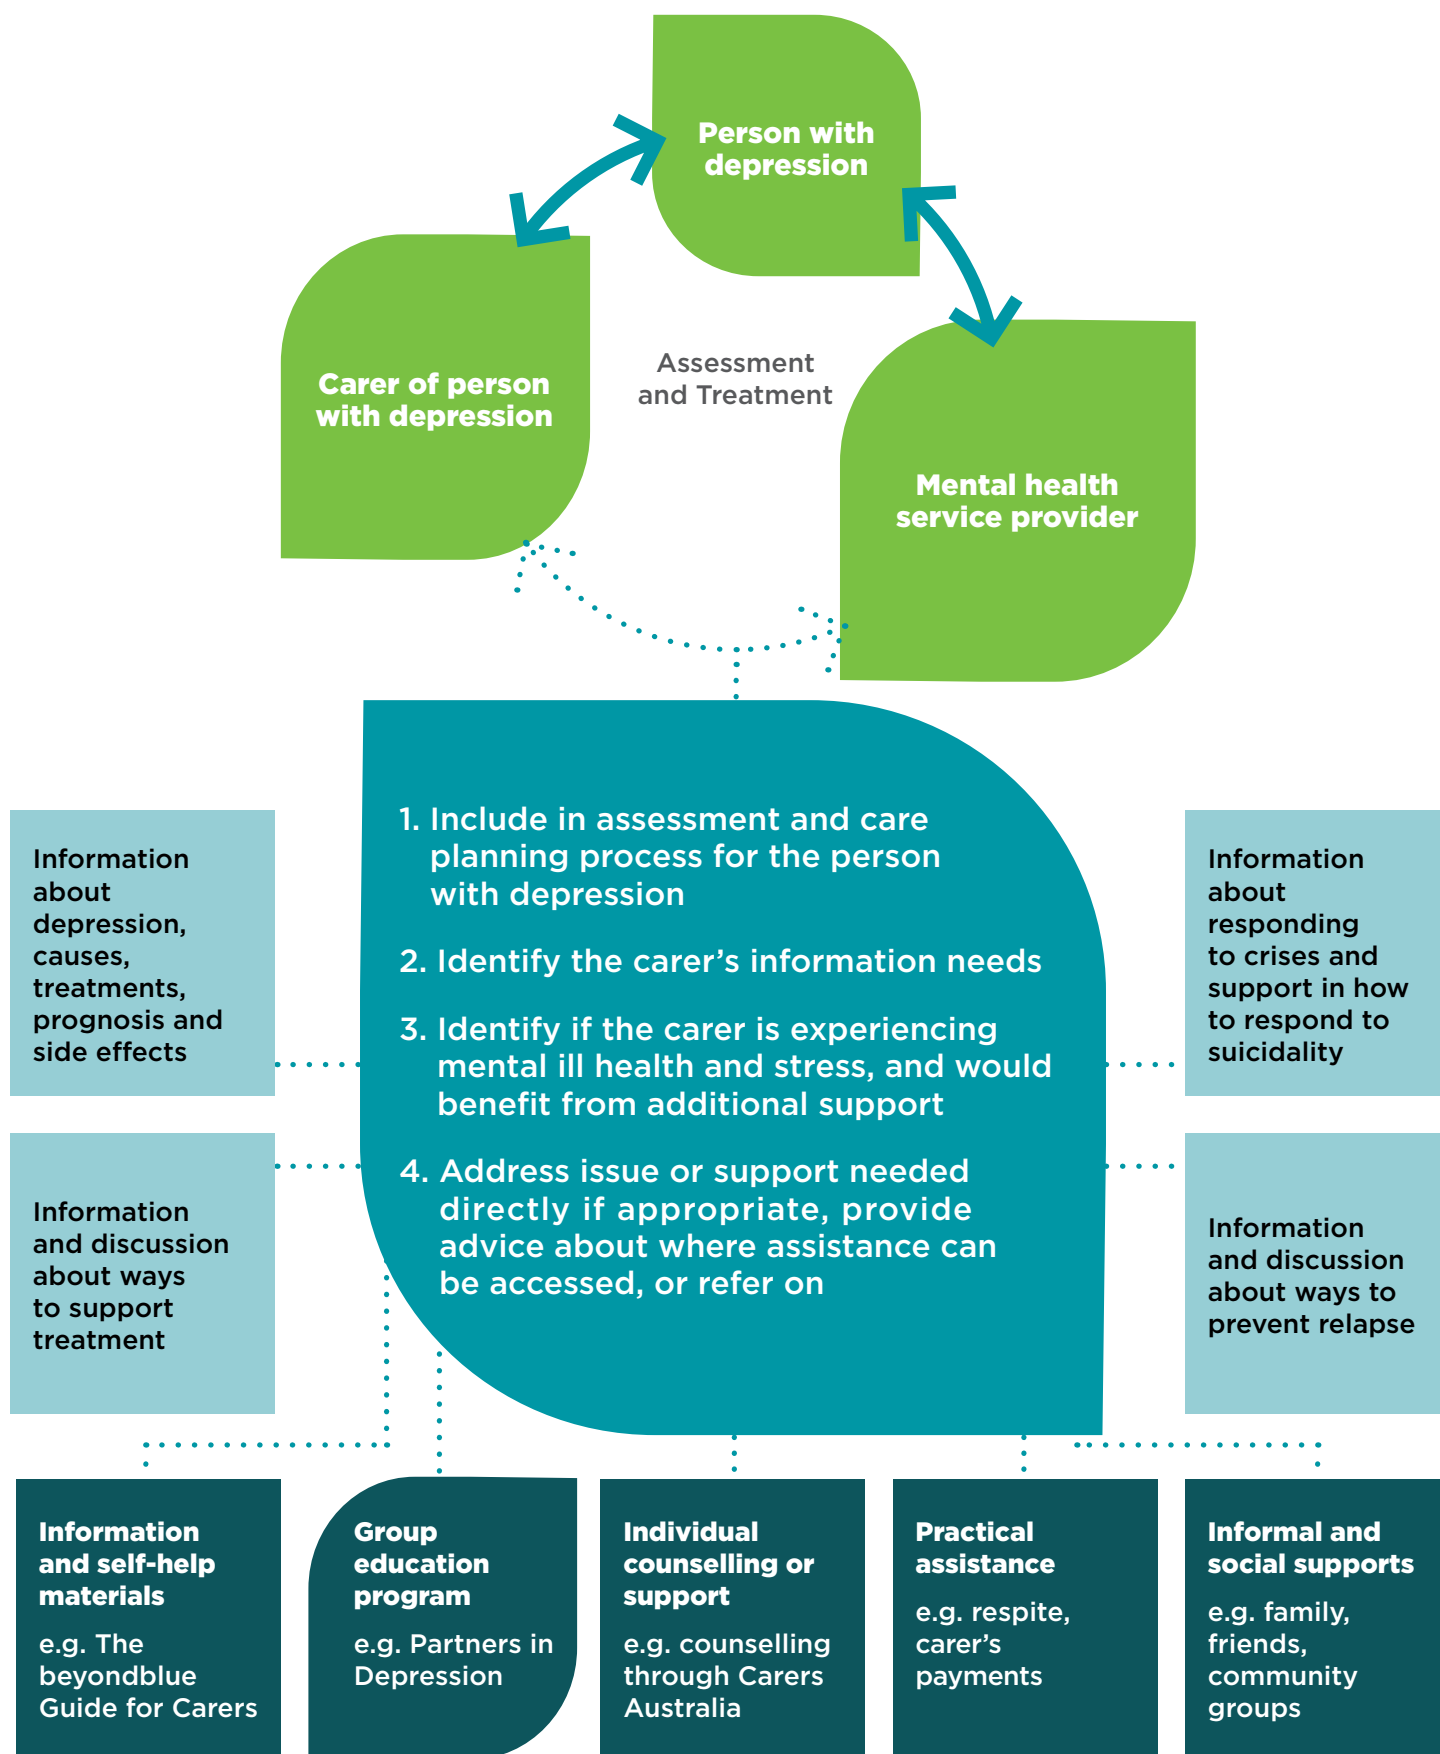 Person with
depression
Carer of person
with depression
Assessment
and Treatment
Mental health
service provider
1. Include in assessment and care
planning process for the person
with depression
2. Identify the carer’s information needs
3. Identify if the carer is experiencing
mental ill health and stress, and would
benefit from additional support
4. Address issue or support needed
directly if appropriate, provide
advice about where assistance can
be accessed, or refer on
Information
about
depression,
causes,
treatments,
prognosis and
side effects
Information
and discussion
about ways
to support
treatment
Information
about
responding
to crises and
support in how
to respond to
suicidality
Information
and discussion
about ways to
prevent relapse
Information
and self-help
materials
e.g. The
beyondblue
Guide for Carers
Group
education
program
e.g. Partners in
Depression
Individual
counselling or
support
e.g. counselling
through Carers
Australia
Practical
assistance
e.g. respite,
carer’s
payments
Informal and
social supports
e.g. family,
friends,
community
groups